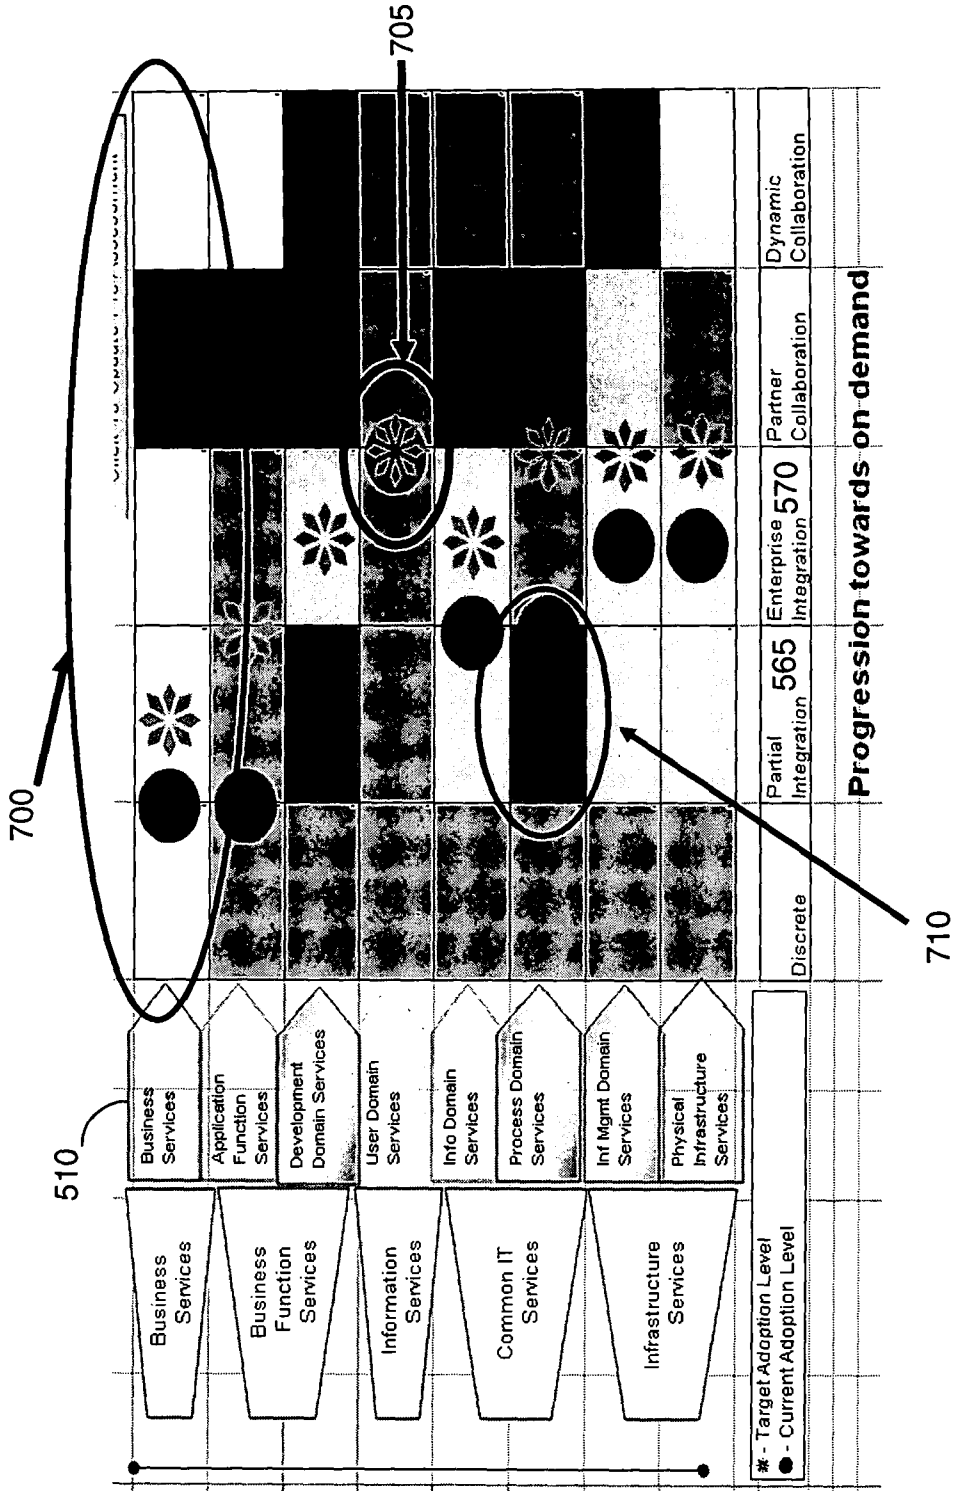 700
705
510
Business
Services
Business
Function
Services
Information
Services
Common IT
Services
Infrastructure
Services
Business
Services
Application
Function
Services
Development
Domain Services
User Domain
Services
Info Domain
Services
Process Domain
Services
Inf Mgmt Domain
Services
Physical
Infrastructure
Services
Discrete
Partial
Integration 565
Enterprise
Integration 570
Partner
Collaboration
Dynamic
Collaboration
- Target Adoption Level
- Current Adoption Level
Progression towards on demand
710